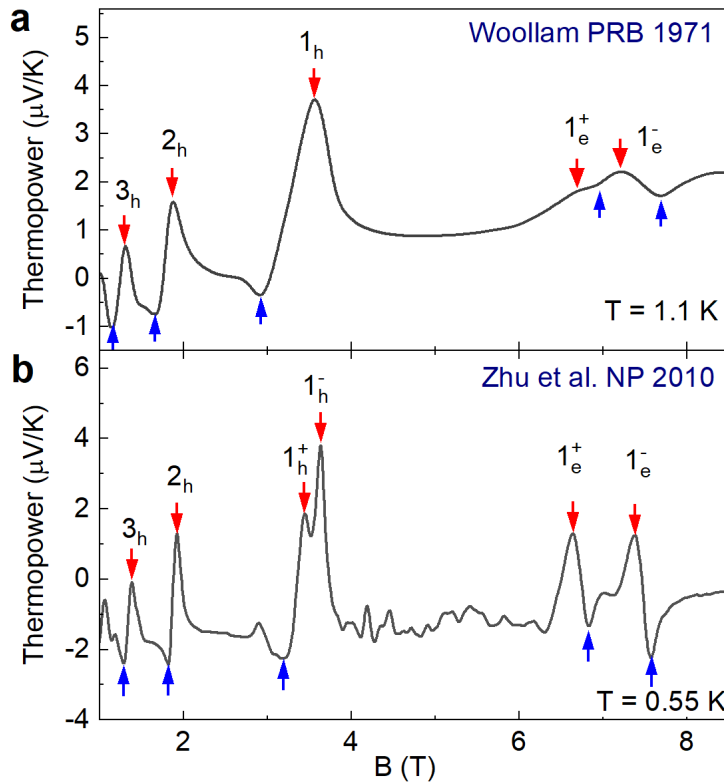 a
Woollam PRB 1971
Thermopower (μV/K)
5
4
3
2
1
0
-1
3h
2h
1h
1e+
1e-
T = 1.1 K
b
Zhu et al. NP 2010
Thermopower (μV/K)
6
4
2
0
-2
-4
3h
2h
1h+
1h-
1e+
1e-
T = 0.55 K
2 4 6 8
B (T)